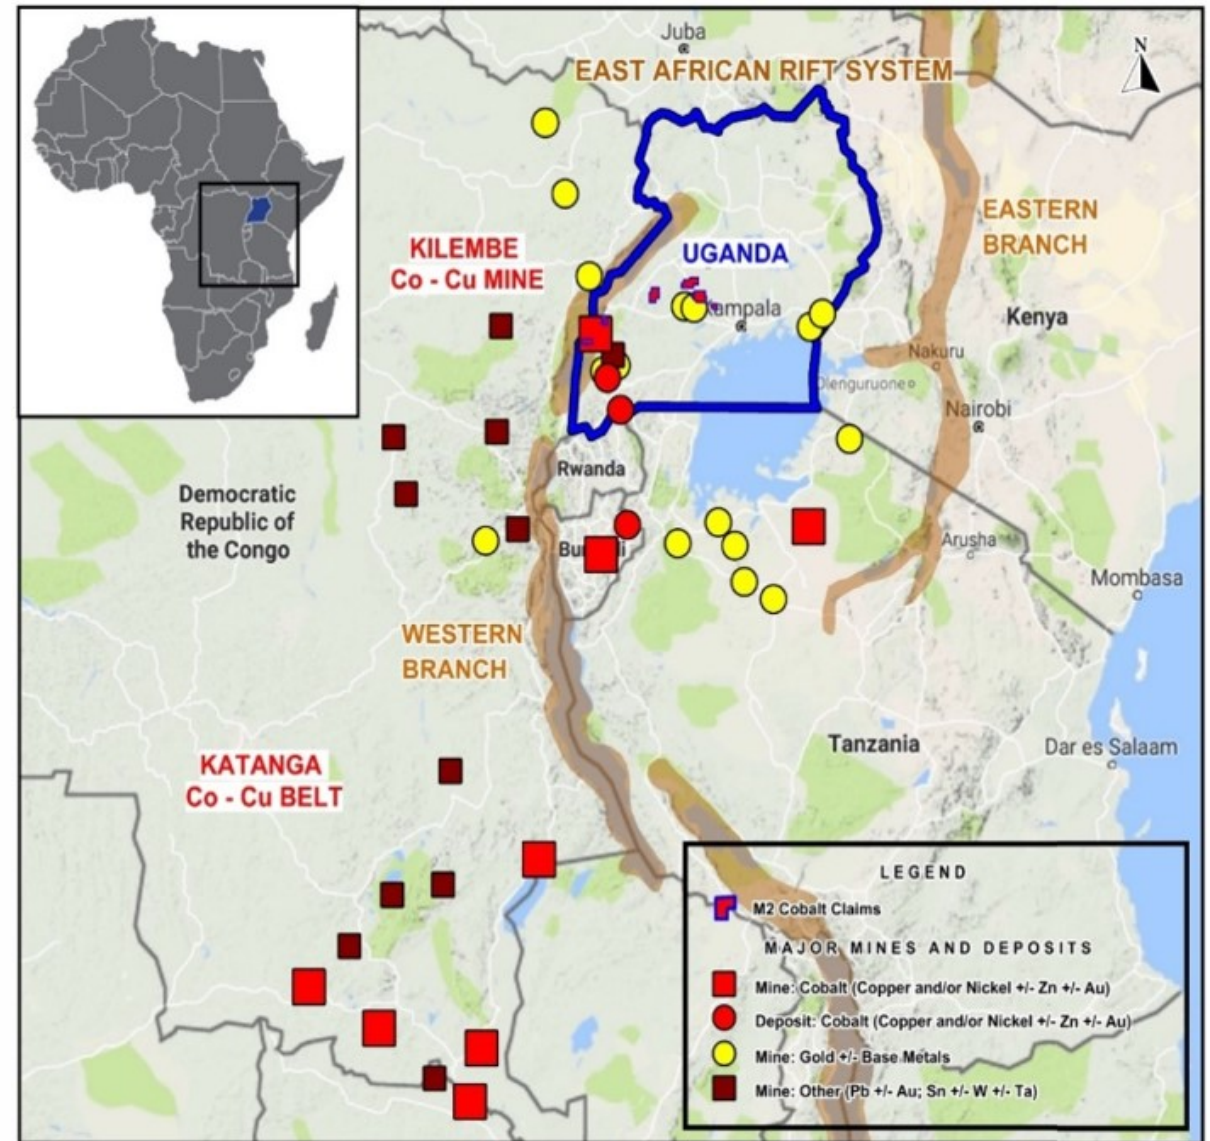 Juba
N
EAST AFRICAN RIFT SYSTEM
EASTERN
BRANCH
KILEMBE
Co - Cu MINE
UGANDA
Kampala
Kenya
Nakuru
Olenguruone
Nairobi
Rwanda
Democratic
Republic of
the Congo
Arusha
Mombasa
WESTERN
BRANCH
Tanzania
Dar es Salaam
KATANGA
Co - Cu BELT
LEGEND
M2 Cobalt Claims
MAJOR MINES AND DEPOSITS
Mine: Cobalt (Copper and/or Nickel +/- Zn +/- Au)
Deposit: Cobalt (Copper and/or Nickel +/- Zn +/- Au)
Mine: Gold +/- Base Metals
Mine: Other (Pb +/- Au; Sn +/- W +/- Ta)